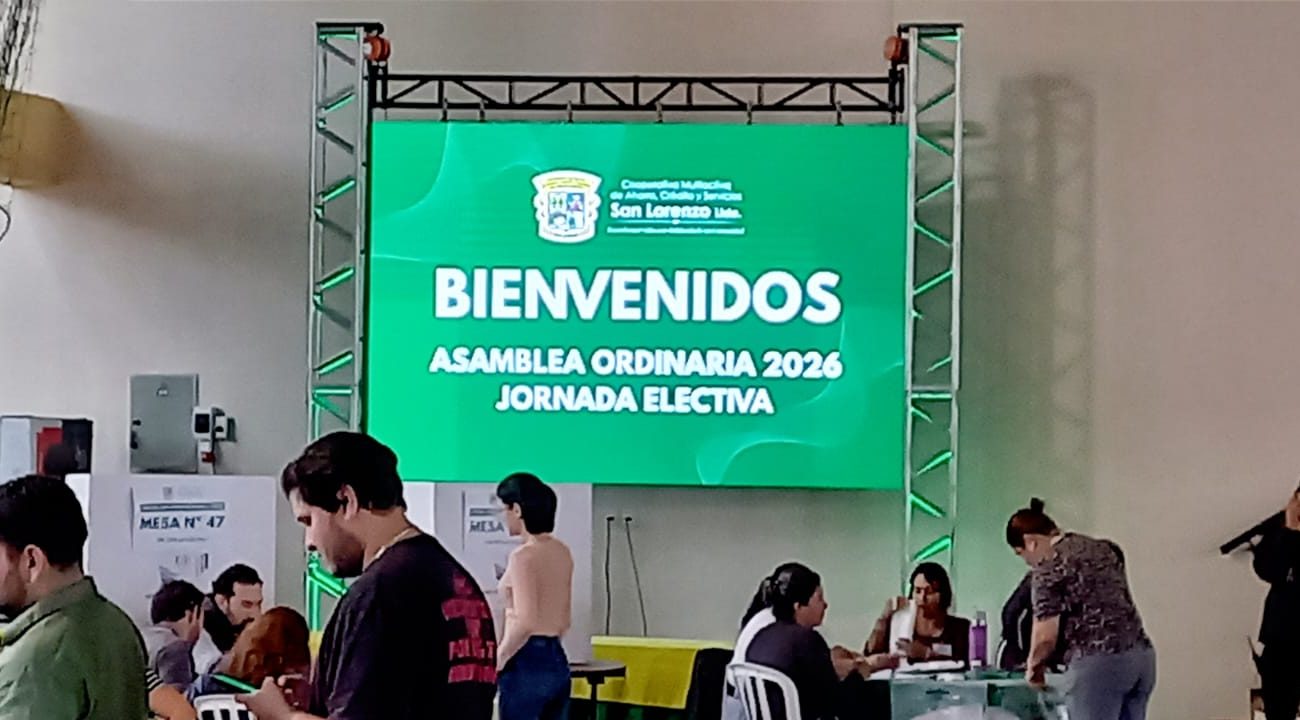 Cooperativa Multiactiva
de Ahorro, Crédito y Servicios
San Lorenzo Ltda.
BIENVENIDOS
ASAMBLEA ORDINARIA 2026
JORNADA ELECTIVA
MESA N° 47
MESA